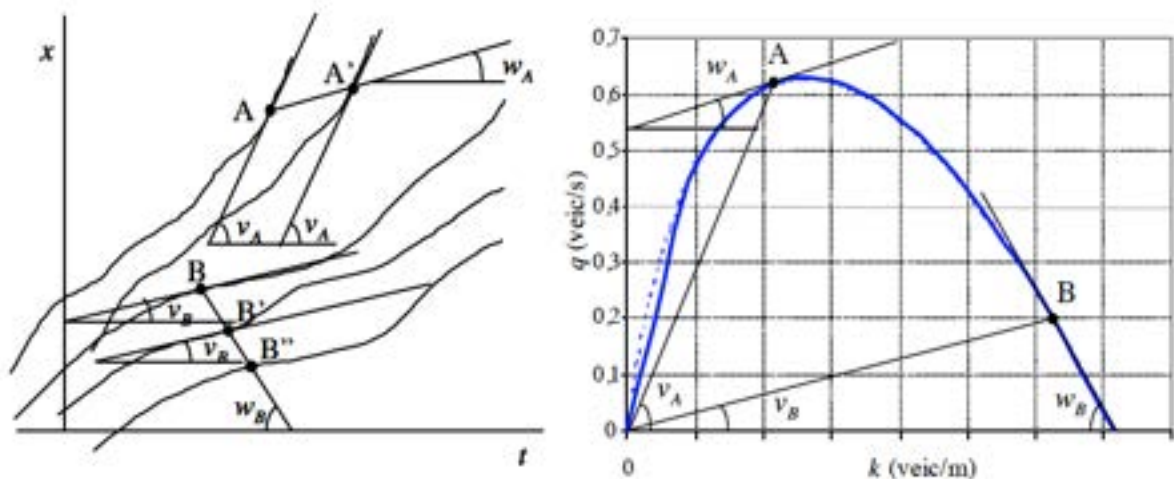 x
A
A'
w_A
v_A
v_A
B
v_B
B'
v_B
B''
w_B
t
q (veic/s)
0,7
0,6
0,5
0,4
0,3
0,2
0,1
0
A
w_A
B
v_A
v_B
w_B
0
k (veic/m)